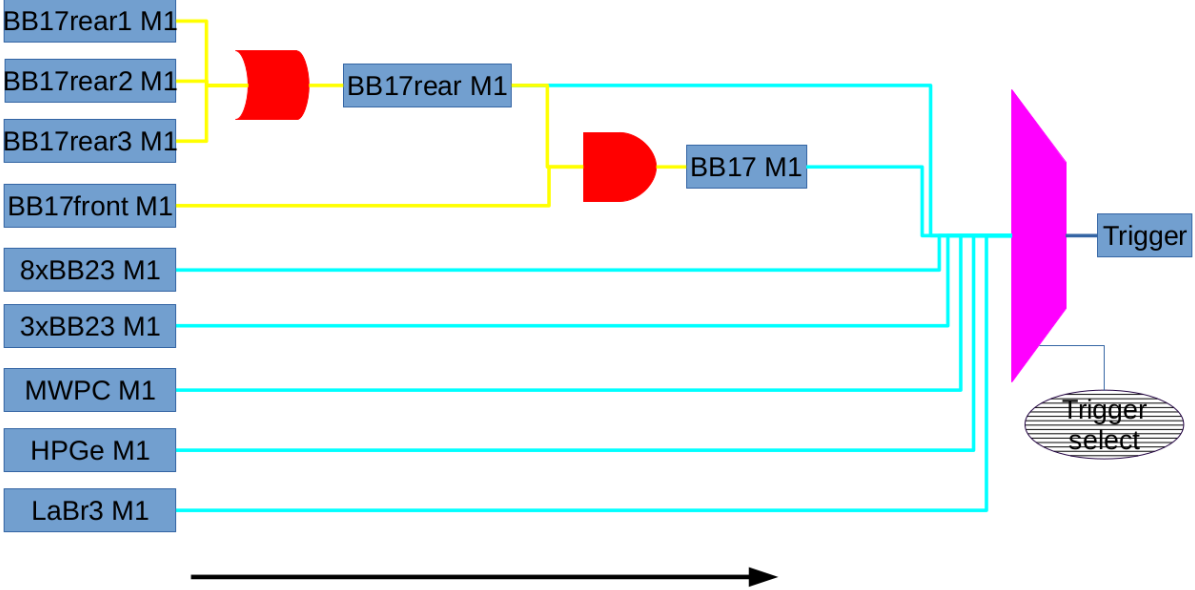 BB17rear1 M1
BB17rear2 M1
BB17rear M1
BB17rear3 M1
BB17 M1
BB17front M1
Trigger
8xBB23 M1
3xBB23 M1
MWPC M1
Trigger
select
HPGe M1
LaBr3 M1